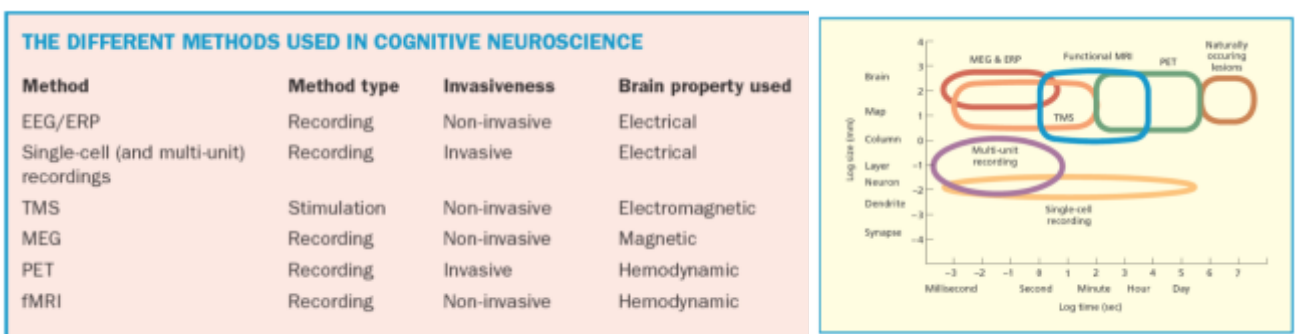 THE DIFFERENT METHODS USED IN COGNITIVE NEUROSCIENCE
Method Method type Invasiveness Brain property used
EEG/ERP Recording Non-invasive Electrical
Single-cell (and multi-unit) Recording Invasive Electrical
recordings
TMS Stimulation Non-invasive Electromagnetic
MEG Recording Non-invasive Magnetic
PET Recording Invasive Hemodynamic
fMRI Recording Non-invasive Hemodynamic
Naturally
occuring
lesions
MEG & ERP Functional MRI PET
TMS
Multi-unit
recording
Single-cell
recording
Log size (mm)
Brain
Map
Column
Layer
Neuron
Dendrite
Synapse
4
3
2
1
0
-1
-2
-3
-4
-3 -2 -1 0 1 2 3 4 5 6 7
Millisecond Second Minute Hour Day
Log time (sec)